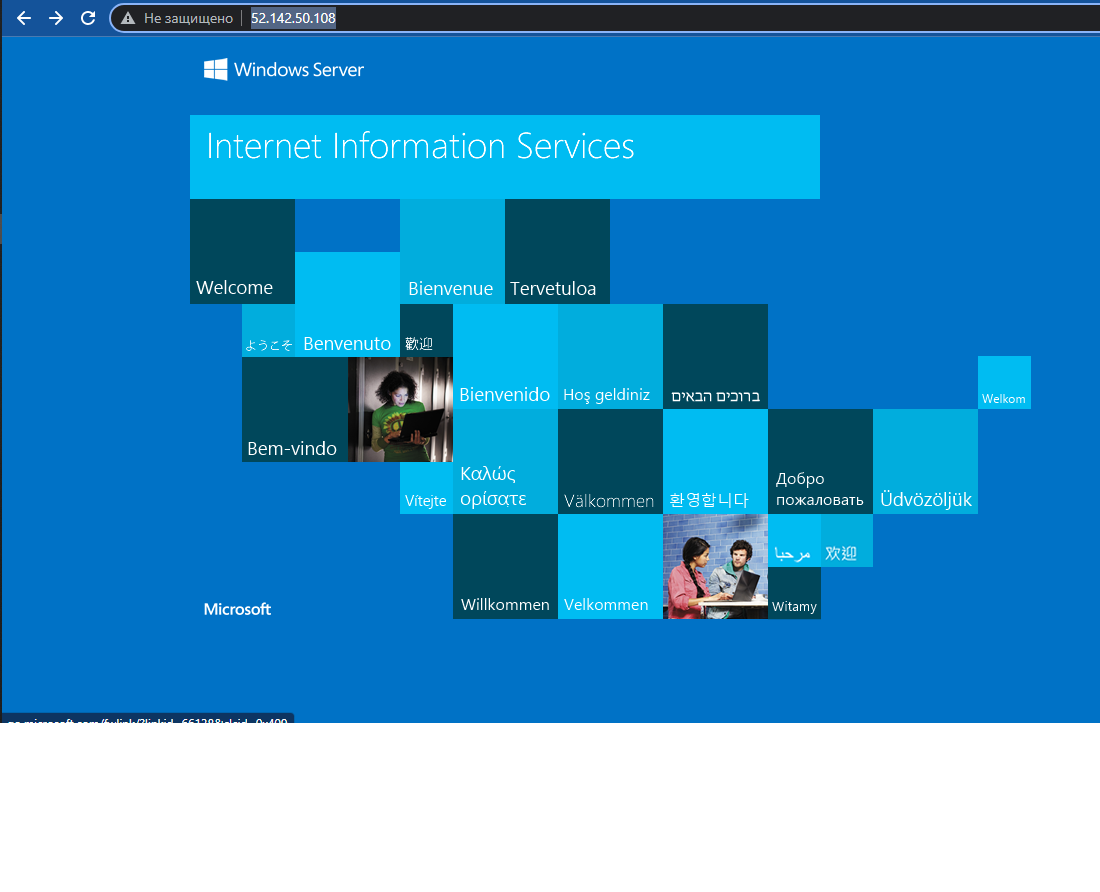 Не защищено
52.142.50.108
Windows Server
Internet Information Services
Welcome
Bienvenue
Tervetuloa
ようこそ
Benvenuto
歡迎
Bienvenido
Hoş geldiniz
ברוכים הבאים
Welkom
Bem-vindo
Vítejte
Καλώς
ορίσατε
Välkommen
환영합니다
Добро
пожаловать
Üdvözöljük
Willkommen
Velkommen
مرحبا
欢迎
Witamy
Microsoft